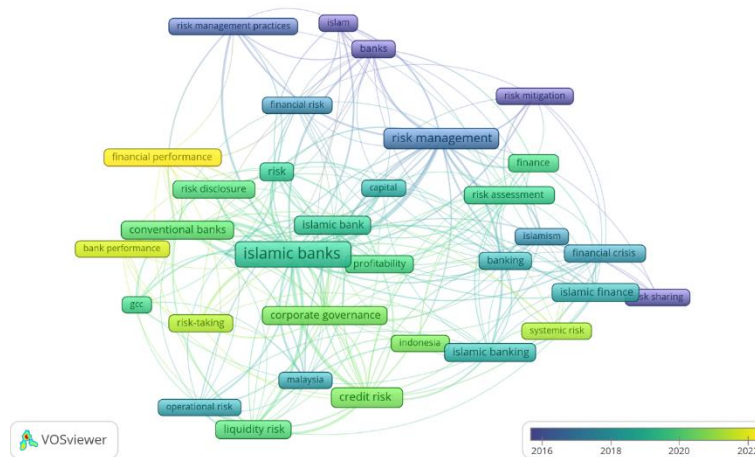 islam
risk management practices
banks
risk mitigation
financial risk
risk management
financial performance
finance
risk
risk disclosure
capital
risk assessment
islamic bank
conventional banks
islamism
bank performance
islamic banks
financial crisis
banking
profitability
islamic finance
sk sharing
gcc
corporate governance
risk-taking
systemic risk
indonesia
islamic banking
malaysia
credit risk
operational risk
liquidity risk
VOSviewer
2016 2018 2020